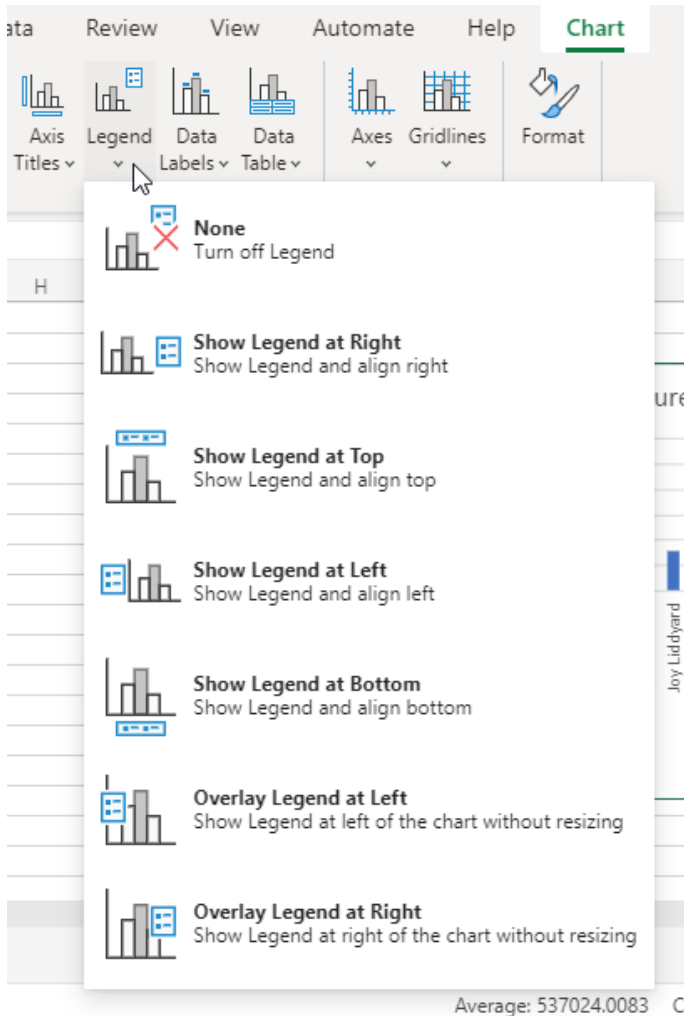 ata Review View Automate Help Chart
Axis Legend Data Data Axes Gridlines Format
Titles Labels Table
None
Turn off Legend
H
Show Legend at Right
Show Legend and align right
ure
Show Legend at Top
Show Legend and align top
Show Legend at Left
Show Legend and align left
Joy Liddyard
Show Legend at Bottom
Show Legend and align bottom
Overlay Legend at Left
Show Legend at left of the chart without resizing
Overlay Legend at Right
Show Legend at right of the chart without resizing
Average: 537024.0083 C